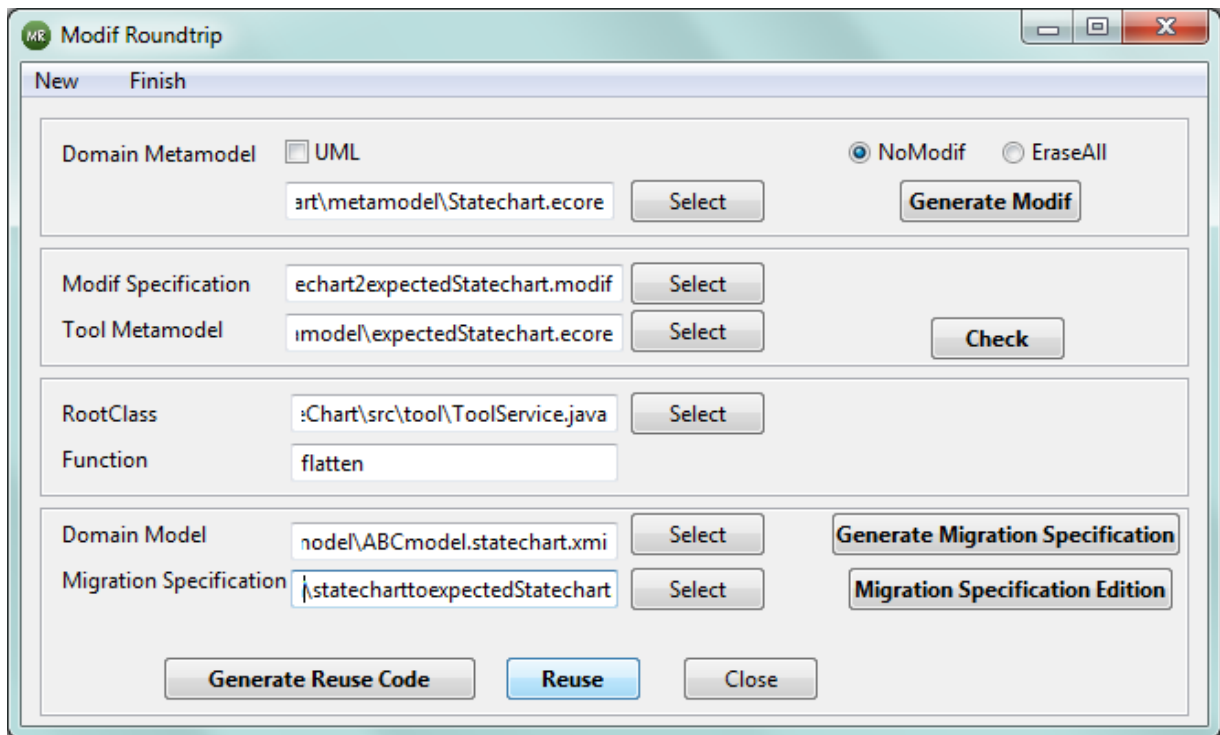 MR Modif Roundtrip
New Finish
Domain Metamodel UML NoModif EraseAll
art\metamodel\Statechart.ecore Select Generate Modif
Modif Specification echart2expectedStatechart.modif Select
Tool Metamodel model\expectedStatechart.ecore Select Check
RootClass eChart\src\tool\ToolService.java Select
Function flatten
Domain Model model\ABCmodel.statechart.xmi Select Generate Migration Specification
Migration Specification \statecharttoexpectedStatechart Select Migration Specification Edition
Generate Reuse Code Reuse Close